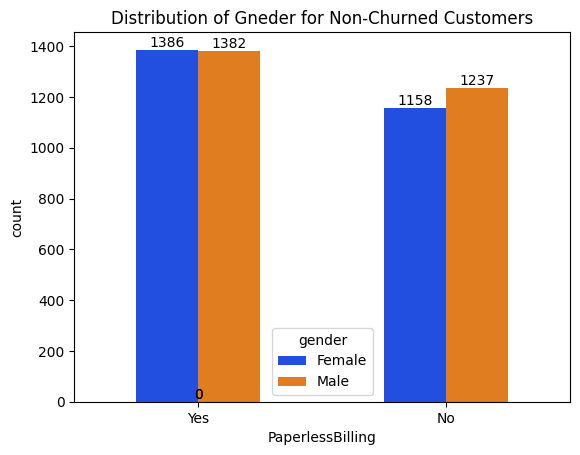 Distribution of Gneder for Non-Churned Customers
1400
1200
1000
800
600
400
200
0
count
1386
1382
1158
1237
0
gender
Female
Male
Yes
No
PaperlessBilling